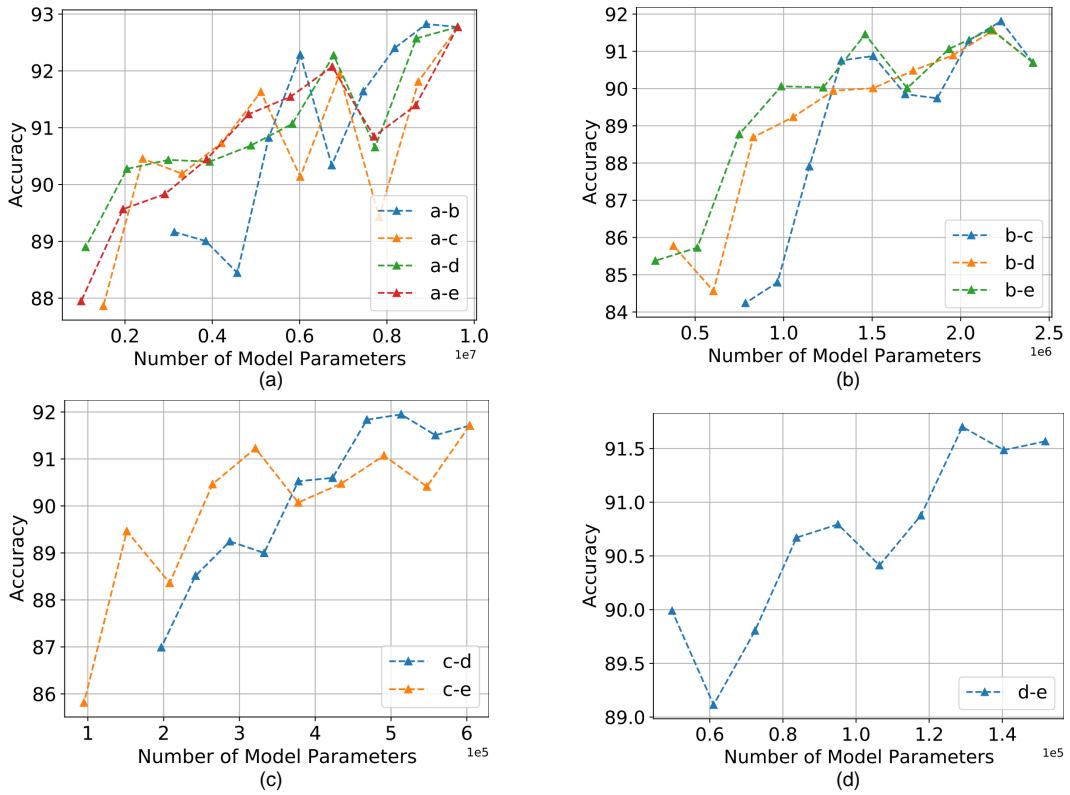 93
92
91
90
89
88
Accuracy
0.2
0.4
0.6
0.8
1.0
1e7
Number of Model Parameters
a-b
a-c
a-d
a-e
(a)
92
91
90
89
88
87
86
85
84
Accuracy
0.5
1.0
1.5
2.0
2.5
1e6
Number of Model Parameters
b-c
b-d
b-e
(b)
92
91
90
89
88
87
86
Accuracy
1
2
3
4
5
6
1e5
Number of Model Parameters
c-d
c-e
(c)
91.5
91.0
90.5
90.0
89.5
89.0
Accuracy
0.6
0.8
1.0
1.2
1.4
1e5
Number of Model Parameters
d-e
(d)